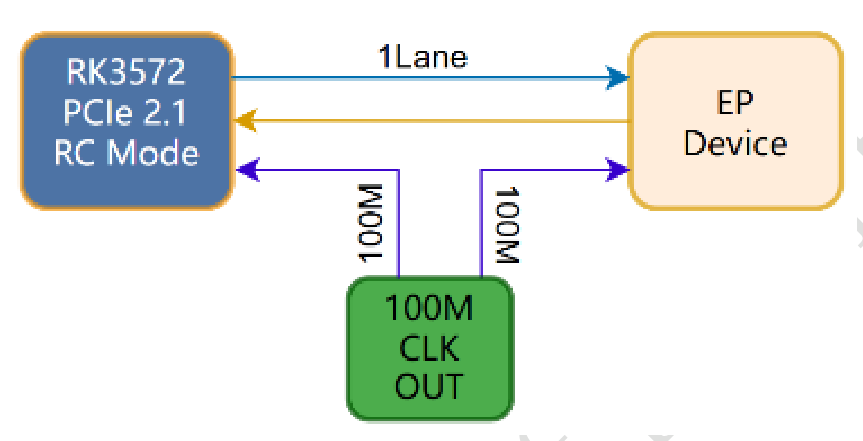 RK3572
PCIe 2.1
RC Mode
1Lane
EP
Device
100M
100M
100M
CLK
OUT